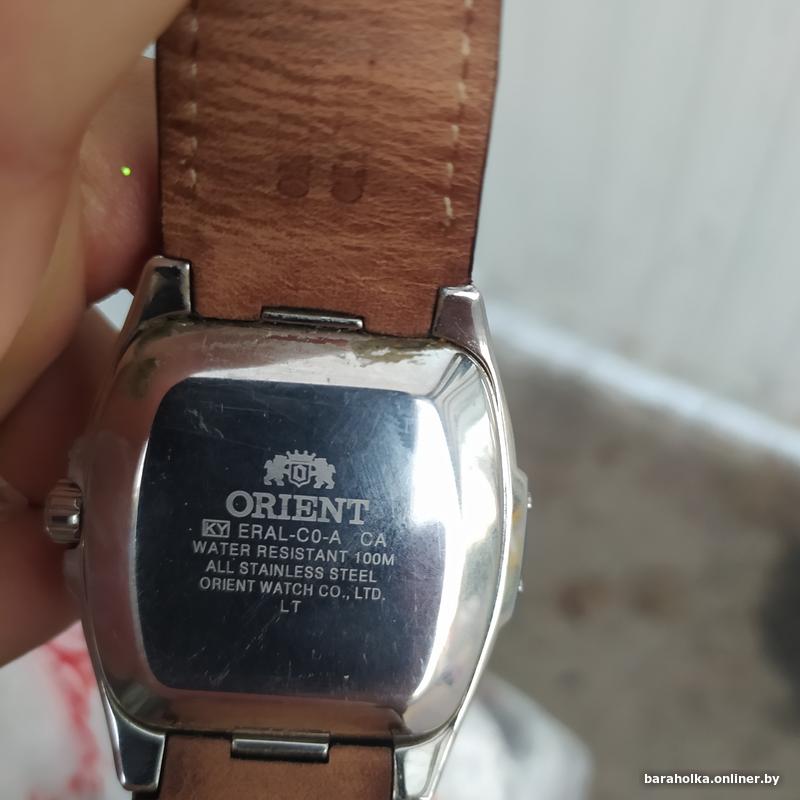 ORIENT
KY ERAL-C0-A CA
WATER RESISTANT 100M
ALL STAINLESS STEEL
ORIENT WATCH CO., LTD.
LT
baraholka.onliner.by